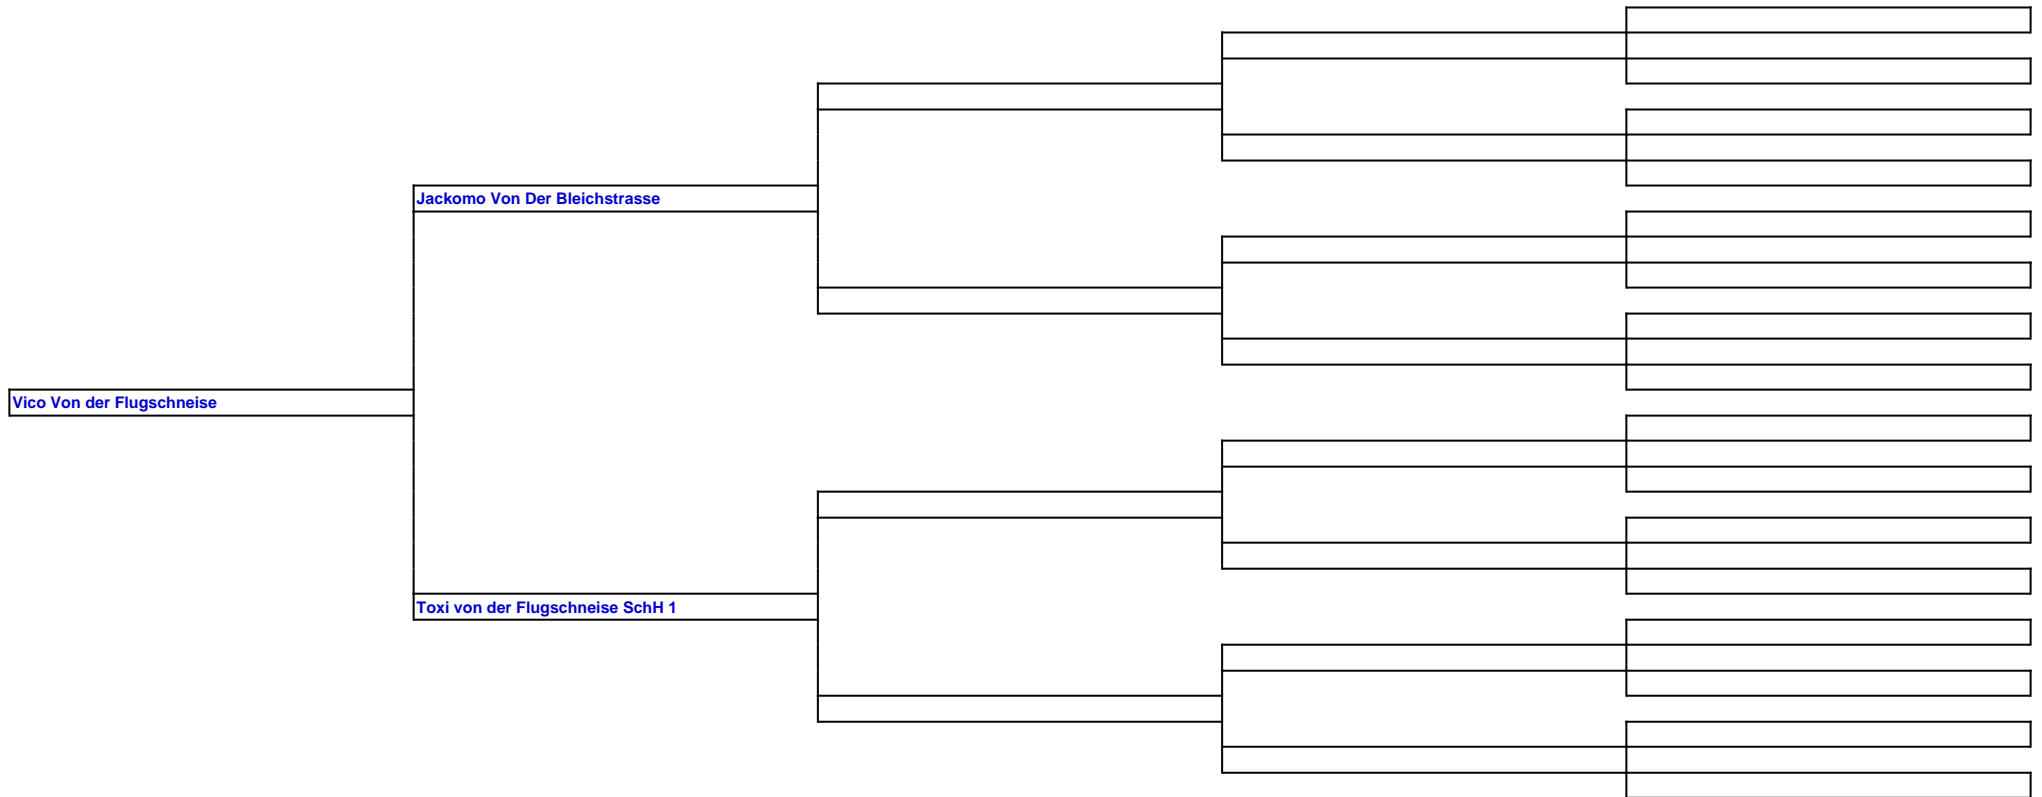 Jackomo Von Der Bleichstrasse
Vico Von der Flugschneise
Toxi von der Flugschneise SchH 1